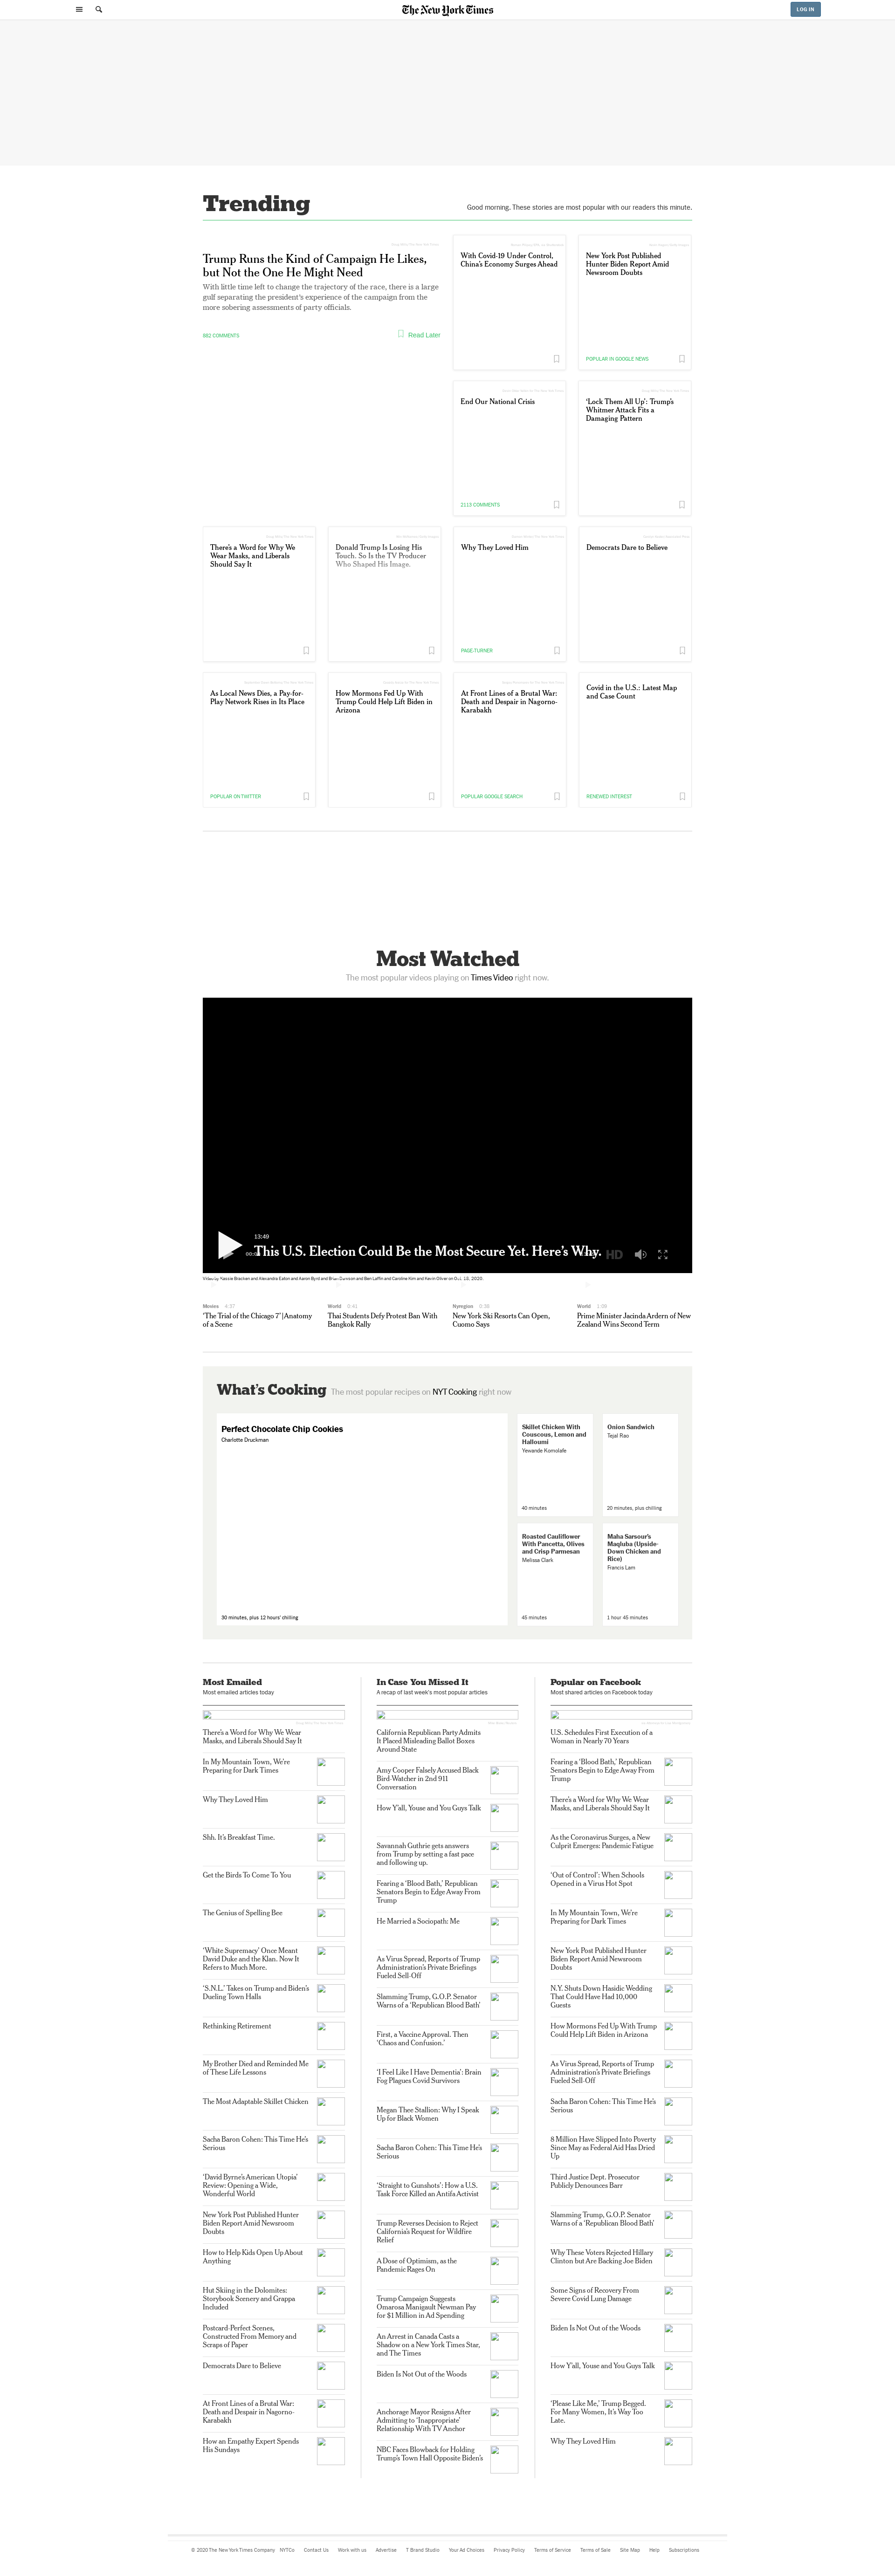 The New York Times
LOG IN
Trending
Good morning. These stories are most popular with our readers this minute.
Trump Runs the Kind of Campaign He Likes,
but Not the One He Might Need
With little time left to change the trajectory of the race, there is a large
gulf separating the president's experience of the campaign from the
more sobering assessments of party officials.
882 COMMENTS
Read Later
With Covid-19 Under Control,
China's Economy Surges Ahead
New York Post Published
Hunter Biden Report Amid
Newsroom Doubts
POPULAR IN GOOGLE NEWS
End Our National Crisis
2113 COMMENTS
'Lock Them All Up': Trump's
Whitmer Attack Fits a
Damaging Pattern
There's a Word for Why We
Wear Masks, and Liberals
Should Say It
Donald Trump Is Losing His
Touch. So Is the TV Producer
Who Shaped His Image.
Why They Loved Him
PAGE-TURNER
Democrats Dare to Believe
As Local News Dies, a Pay-for-
Play Network Rises in Its Place
POPULAR ON TWITTER
How Mormons Fed Up With
Trump Could Help Lift Biden in
Arizona
At Front Lines of a Brutal War:
Death and Despair in Nagorno-
Karabakh
POPULAR GOOGLE SEARCH
Covid in the U.S.: Latest Map
and Case Count
RENEWED INTEREST
Most Watched
The most popular videos playing on Times Video right now.
13:49
This U.S. Election Could Be the Most Secure Yet. Here's Why.
HD
Movies 4:37
'The Trial of the Chicago 7' | Anatomy
of a Scene
World 0:41
Thai Students Defy Protest Ban With
Bangkok Rally
Nyregion 0:38
New York Ski Resorts Can Open,
Cuomo Says
World 1:09
Prime Minister Jacinda Ardern of New
Zealand Wins Second Term
What's Cooking The most popular recipes on NYT Cooking right now
Perfect Chocolate Chip Cookies
Charlotte Druckman
30 minutes, plus 12 hours' chilling
Skillet Chicken With
Couscous, Lemon and
Halloumi
Yewande Komolafe
40 minutes
Onion Sandwich
Tejal Rao
20 minutes, plus chilling
Roasted Cauliflower
With Pancetta, Olives
and Crisp Parmesan
Melissa Clark
45 minutes
Maha Sarsour's
Maqluba (Upside-
Down Chicken and
Rice)
Francis Lam
1 hour 45 minutes
Most Emailed
Most emailed articles today
There's a Word for Why We Wear
Masks, and Liberals Should Say It
In My Mountain Town, We're
Preparing for Dark Times
Why They Loved Him
Shh. It's Breakfast Time.
Get the Birds To Come To You
The Genius of Spelling Bee
'White Supremacy' Once Meant
David Duke and the Klan. Now It
Refers to Much More.
'S.N.L.' Takes on Trump and Biden's
Dueling Town Halls
Rethinking Retirement
My Brother Died and Reminded Me
of These Life Lessons
The Most Adaptable Skillet Chicken
Sacha Baron Cohen: This Time He's
Serious
'David Byrne's American Utopia'
Review: Opening a Wide,
Wonderful World
New York Post Published Hunter
Biden Report Amid Newsroom
Doubts
How to Help Kids Open Up About
Anything
Hut Skiing in the Dolomites:
Storybook Scenery and Grappa
Included
Postcard-Perfect Scenes,
Constructed From Memory and
Scraps of Paper
Democrats Dare to Believe
At Front Lines of a Brutal War:
Death and Despair in Nagorno-
Karabakh
How an Empathy Expert Spends
His Sundays
In Case You Missed It
A recap of last week's most popular articles
California Republican Party Admits
It Placed Misleading Ballot Boxes
Around State
Amy Cooper Falsely Accused Black
Bird-Watcher in 2nd 911
Conversation
How Y'all, Youse and You Guys Talk
Savannah Guthrie gets answers
from Trump by setting a fast pace
and following up.
Fearing a 'Blood Bath,' Republican
Senators Begin to Edge Away From
Trump
He Married a Sociopath: Me
As Virus Spread, Reports of Trump
Administration's Private Briefings
Fueled Sell-Off
Slamming Trump, G.O.P. Senator
Warns of a 'Republican Blood Bath'
First, a Vaccine Approval. Then
'Chaos and Confusion.'
'I Feel Like I Have Dementia': Brain
Fog Plagues Covid Survivors
Megan Thee Stallion: Why I Speak
Up for Black Women
Sacha Baron Cohen: This Time He's
Serious
'Straight to Gunshots': How a U.S.
Task Force Killed an Antifa Activist
Trump Reverses Decision to Reject
California's Request for Wildfire
Relief
A Dose of Optimism, as the
Pandemic Rages On
Trump Campaign Suggests
Omarosa Manigault Newman Pay
for $1 Million in Ad Spending
An Arrest in Canada Casts a
Shadow on a New York Times Star,
and The Times
Biden Is Not Out of the Woods
Anchorage Mayor Resigns After
Admitting to 'Inappropriate'
Relationship With TV Anchor
NBC Faces Blowback for Holding
Trump's Town Hall Opposite Biden's
Popular on Facebook
Most shared articles on Facebook today
U.S. Schedules First Execution of a
Woman in Nearly 70 Years
Fearing a 'Blood Bath,' Republican
Senators Begin to Edge Away From
Trump
There's a Word for Why We Wear
Masks, and Liberals Should Say It
As the Coronavirus Surges, a New
Culprit Emerges: Pandemic Fatigue
'Out of Control': When Schools
Opened in a Virus Hot Spot
In My Mountain Town, We're
Preparing for Dark Times
New York Post Published Hunter
Biden Report Amid Newsroom
Doubts
N.Y. Shuts Down Hasidic Wedding
That Could Have Had 10,000
Guests
How Mormons Fed Up With Trump
Could Help Lift Biden in Arizona
As Virus Spread, Reports of Trump
Administration's Private Briefings
Fueled Sell-Off
Sacha Baron Cohen: This Time He's
Serious
8 Million Have Slipped Into Poverty
Since May as Federal Aid Has Dried
Up
Third Justice Dept. Prosecutor
Publicly Denounces Barr
Slamming Trump, G.O.P. Senator
Warns of a 'Republican Blood Bath'
Why These Voters Rejected Hillary
Clinton but Are Backing Joe Biden
Some Signs of Recovery From
Severe Covid Lung Damage
Biden Is Not Out of the Woods
How Y'all, Youse and You Guys Talk
'Please Like Me,' Trump Begged.
For Many Women, It's Way Too
Late.
Why They Loved Him
© 2020 The New York Times Company NYTCo Contact Us Work with us Advertise T Brand Studio Your Ad Choices Privacy Policy Terms of Service Terms of Sale Site Map Help Subscriptions